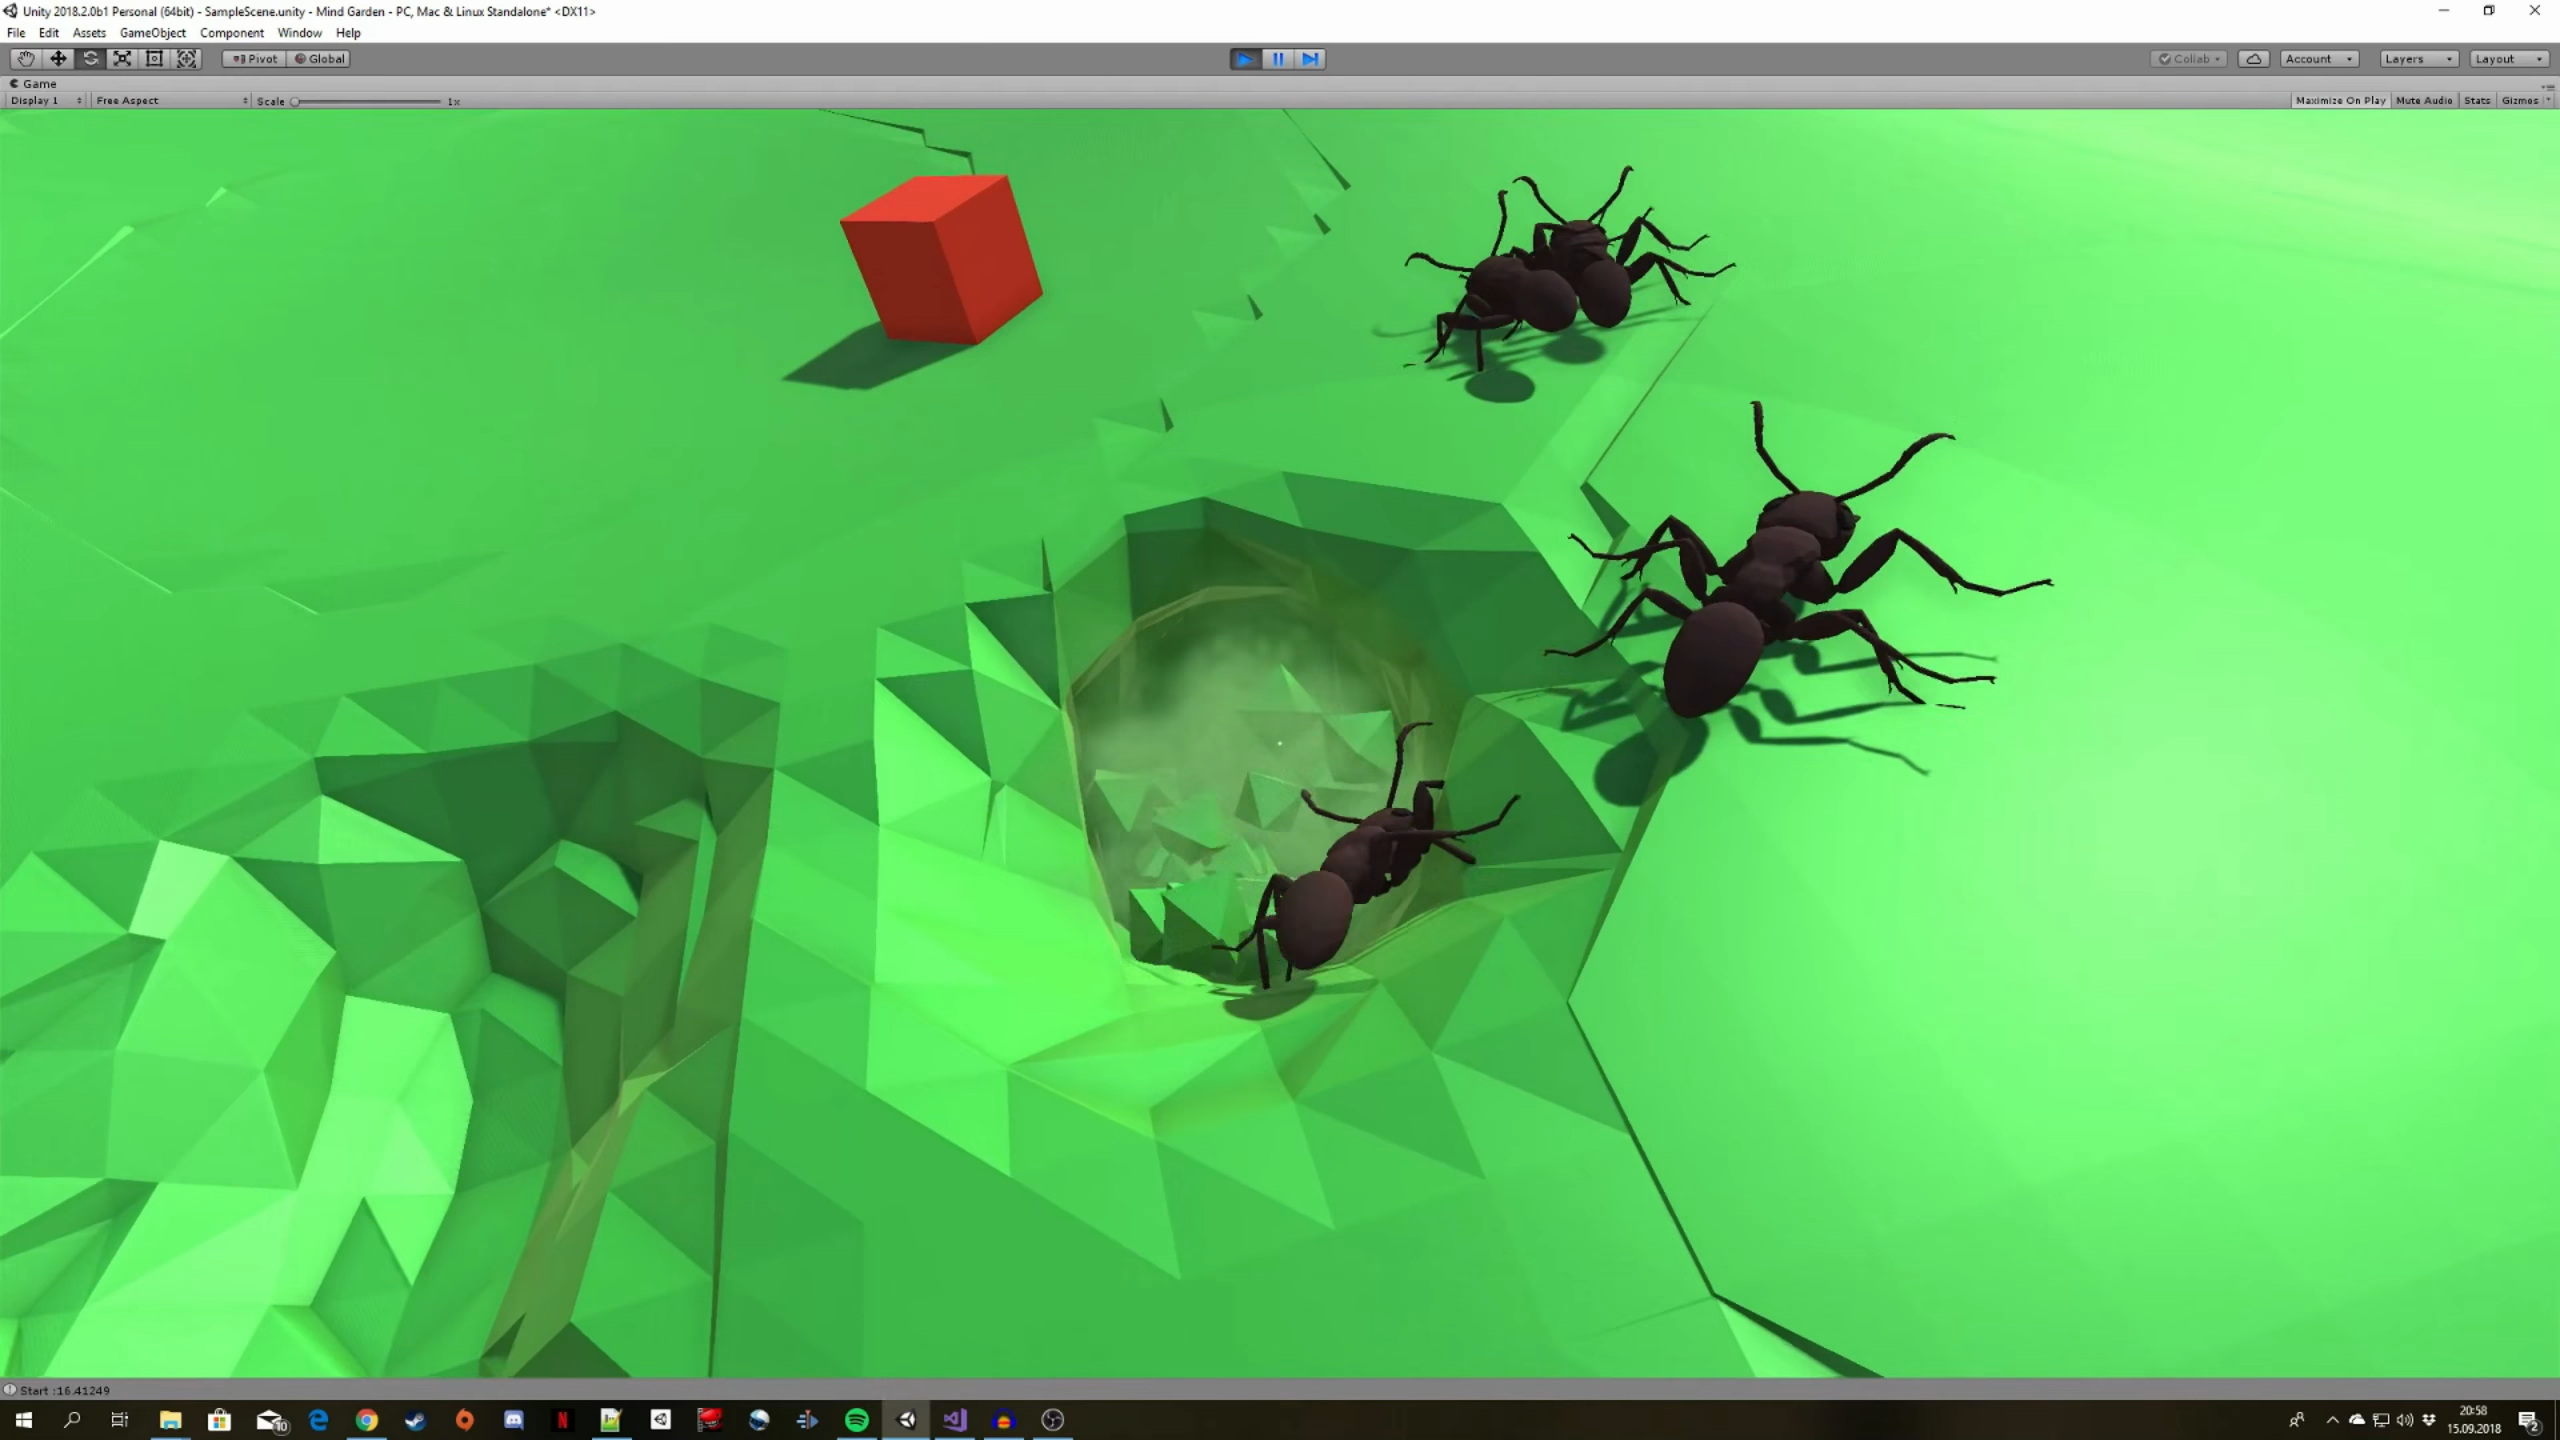 Unity 2018.2.0b1 Personal (64bit) - SampleScene.unity - Mind Garden - PC, Mac & Linux Standalone* <DX11>
File Edit Assets GameObject Component Window Help
Pivot Global Collab Account Layers Layout
Game
Display 1 Free Aspect Scale 1x Maximize On Play Mute Audio Stats Gizmos
Start :16.41249
10
N
20:58
15.09.2018
2